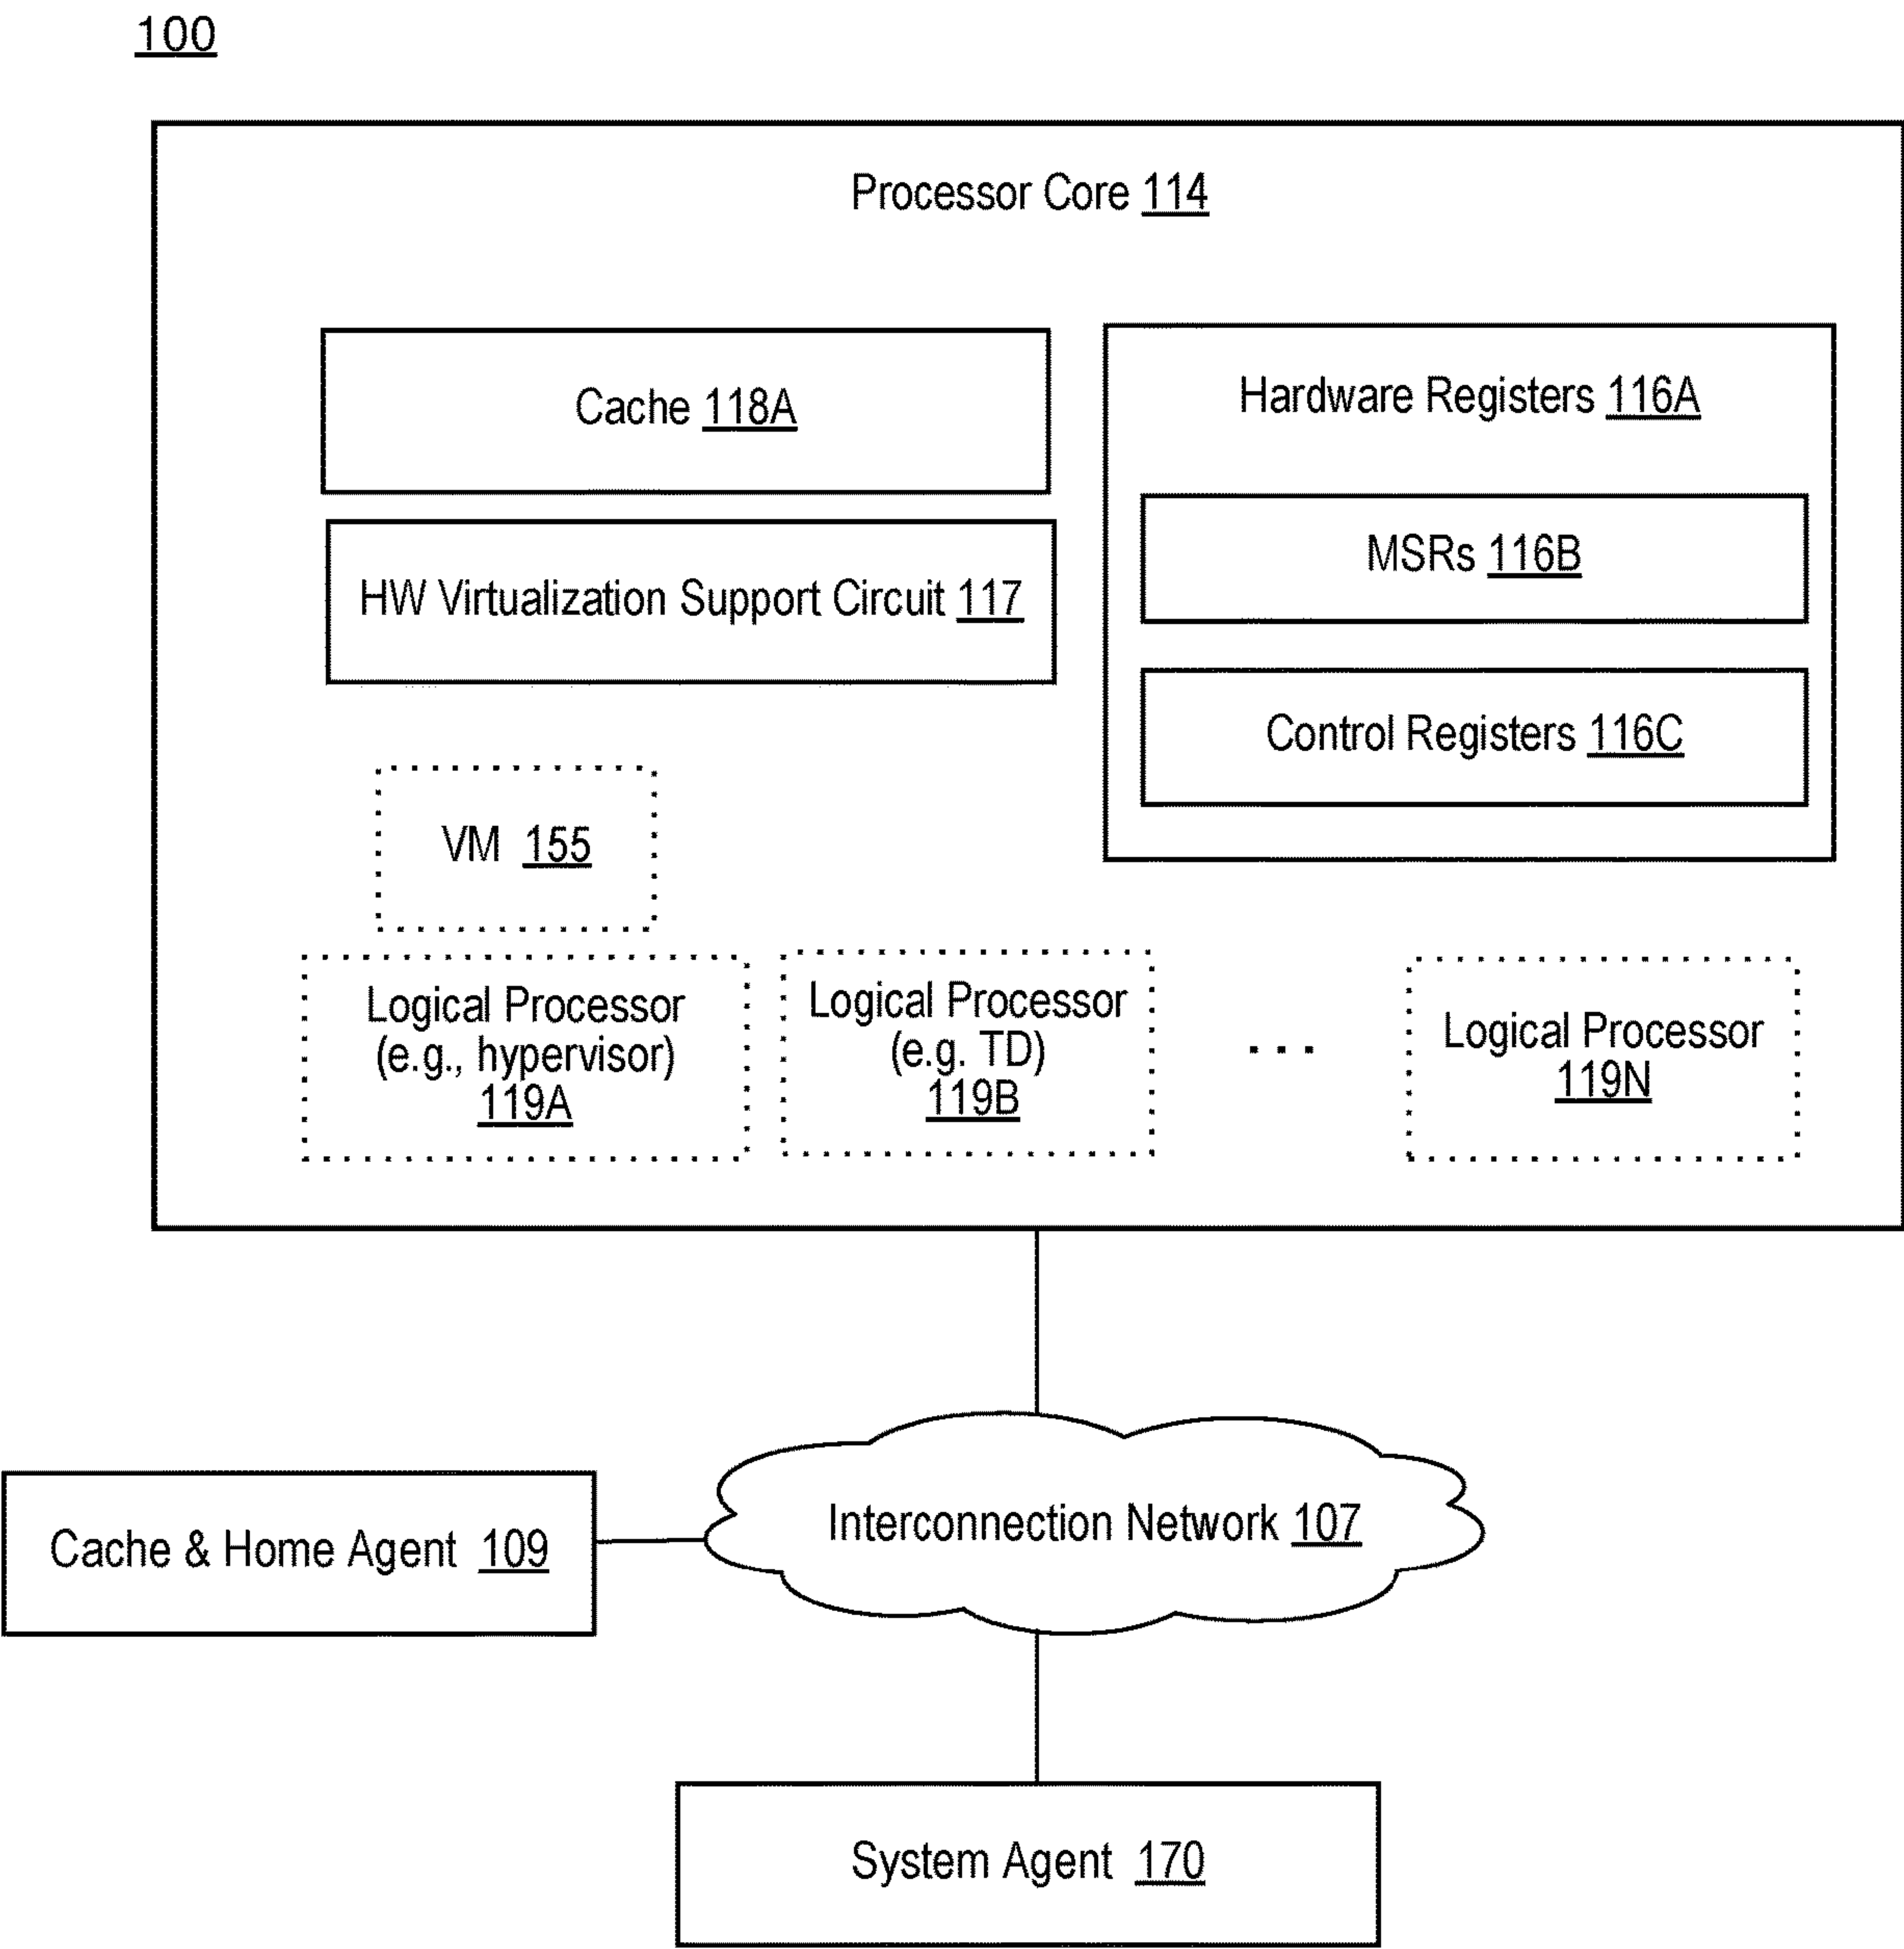 100
Processor Core 114
Cache 118A
Hardware Registers 116A
MSRs 116B
HW Virtualization Support Circuit 117
Control Registers 116C
VM 155
Logical Processor
(e.g., hypervisor)
119A
Logical Processor
(e.g. TD)
119B
...
Logical Processor
119N
Interconnection Network 107
Cache & Home Agent 109
System Agent 170